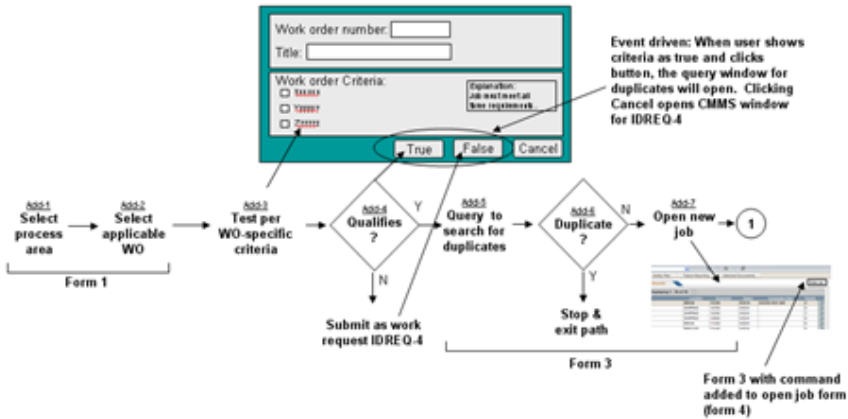 Work order number:
Title:
Work order Criteria:
Xxxxxx
Yyyyyy
Zzzzzz
Explanation:
Job must meet all
time requirements.
True
False
Cancel
Event driven: When user shows
criteria as true and clicks
button, the query window for
duplicates will open. Clicking
Cancel opens CMMS window
for IDREQ-4
Add-1
Select
process
area
Add-2
Select
applicable
WO
Form 1
Add-3
Test per
WO-specific
criteria
Add-4
Qualifies
?
Y
N
Submit as work
request IDREQ-4
Add-5
Query to
search for
duplicates
Add-6
Duplicate
?
N
Y
Stop &
exit path
Add-7
Open new
job
1
Form 3
Form 3 with command
added to open job form
(form 4)